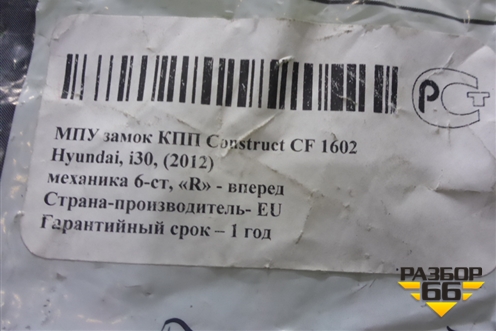 РСТ
МПУ замок КПП Construct CF 1602
Hyundai, i30, (2012)
механика 6-ст, «R» - вперед
Страна-производитель- EU
Гарантийный срок – 1 год
РАЗБОР
66